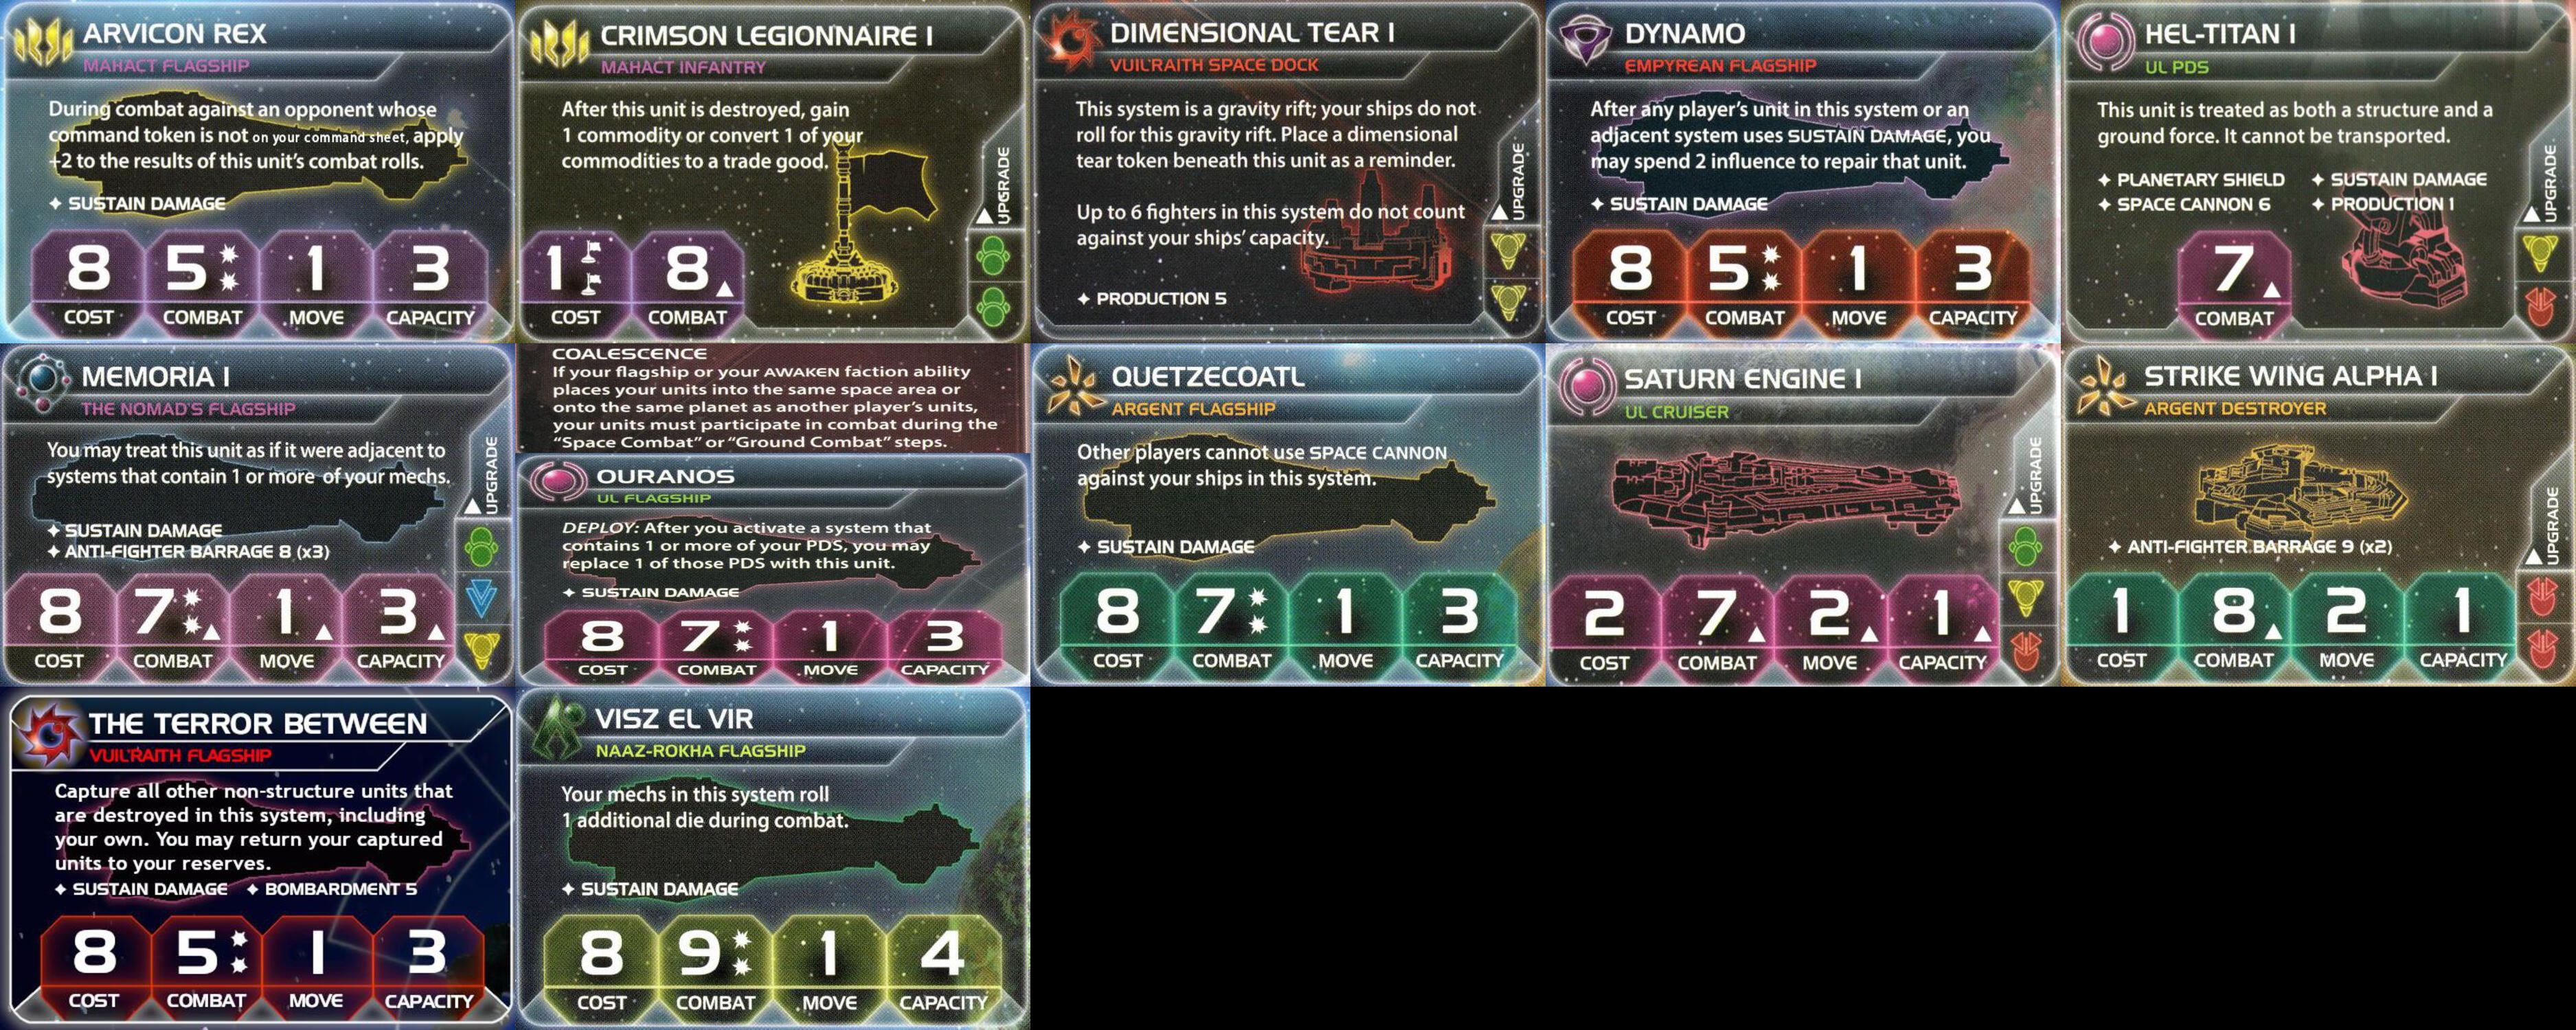 ARVICON REX
MAHACT FLAGSHIP
During combat against an opponent whose
command token is not on your command sheet, apply
+2 to the results of this unit's combat rolls.
SUSTAIN DAMAGE
8 5 1 3
COST COMBAT MOVE CAPACITY
CRIMSON LEGIONNAIRE I
MAHACT INFANTRY
After this unit is destroyed, gain
1 commodity or convert 1 of your
commodities to a trade good.
UPGRADE
1 8
COST COMBAT
DIMENSIONAL TEAR I
VUIL'RAITH SPACE DOCK
This system is a gravity rift; your ships do not
roll for this gravity rift. Place a dimensional
tear token beneath this unit as a reminder.
Up to 6 fighters in this system do not count
against your ships' capacity.
PRODUCTION 5
UPGRADE
DYNAMO
EMPYREAN FLAGSHIP
After any player's unit in this system or an
adjacent system uses SUSTAIN DAMAGE, you
may spend 2 influence to repair that unit.
SUSTAIN DAMAGE
8 5 1 3
COST COMBAT MOVE CAPACITY
HEL-TITAN I
UL PDS
This unit is treated as both a structure and a
ground force. It cannot be transported.
PLANETARY SHIELD SUSTAIN DAMAGE
SPACE CANNON 6 PRODUCTION 1
UPGRADE
7
COMBAT
MEMORIA I
THE NOMAD'S FLAGSHIP
You may treat this unit as if it were adjacent to
systems that contain 1 or more of your mechs.
SUSTAIN DAMAGE
ANTI-FIGHTER BARRAGE 8 (x3)
UPGRADE
8 7 1 3
COST COMBAT MOVE CAPACITY
COALESCENCE
If your flagship or your AWAKEN faction ability
places your units into the same space area or
onto the same planet as another player's units,
your units must participate in combat during the
"Space Combat" or "Ground Combat" steps.
OURANOS
UL FLAGSHIP
DEPLOY: After you activate a system that
contains 1 or more of your PDS, you may
replace 1 of those PDS with this unit.
SUSTAIN DAMAGE
8 7 1 3
COST COMBAT MOVE CAPACITY
QUETZECOATL
ARGENT FLAGSHIP
Other players cannot use SPACE CANNON
against your ships in this system.
SUSTAIN DAMAGE
8 7 1 3
COST COMBAT MOVE CAPACITY
SATURN ENGINE I
UL CRUISER
UPGRADE
2 7 2 1
COST COMBAT MOVE CAPACITY
STRIKE WING ALPHA I
ARGENT DESTROYER
ANTI-FIGHTER BARRAGE 9 (x2)
UPGRADE
1 8 2 1
COST COMBAT MOVE CAPACITY
THE TERROR BETWEEN
VUIL'RAITH FLAGSHIP
Capture all other non-structure units that
are destroyed in this system, including
your own. You may return your captured
units to your reserves.
SUSTAIN DAMAGE BOMBARDMENT 5
8 5 1 3
COST COMBAT MOVE CAPACITY
VISZ EL VIR
NAAZ-ROKHA FLAGSHIP
Your mechs in this system roll
1 additional die during combat.
SUSTAIN DAMAGE
8 9 1 4
COST COMBAT MOVE CAPACITY